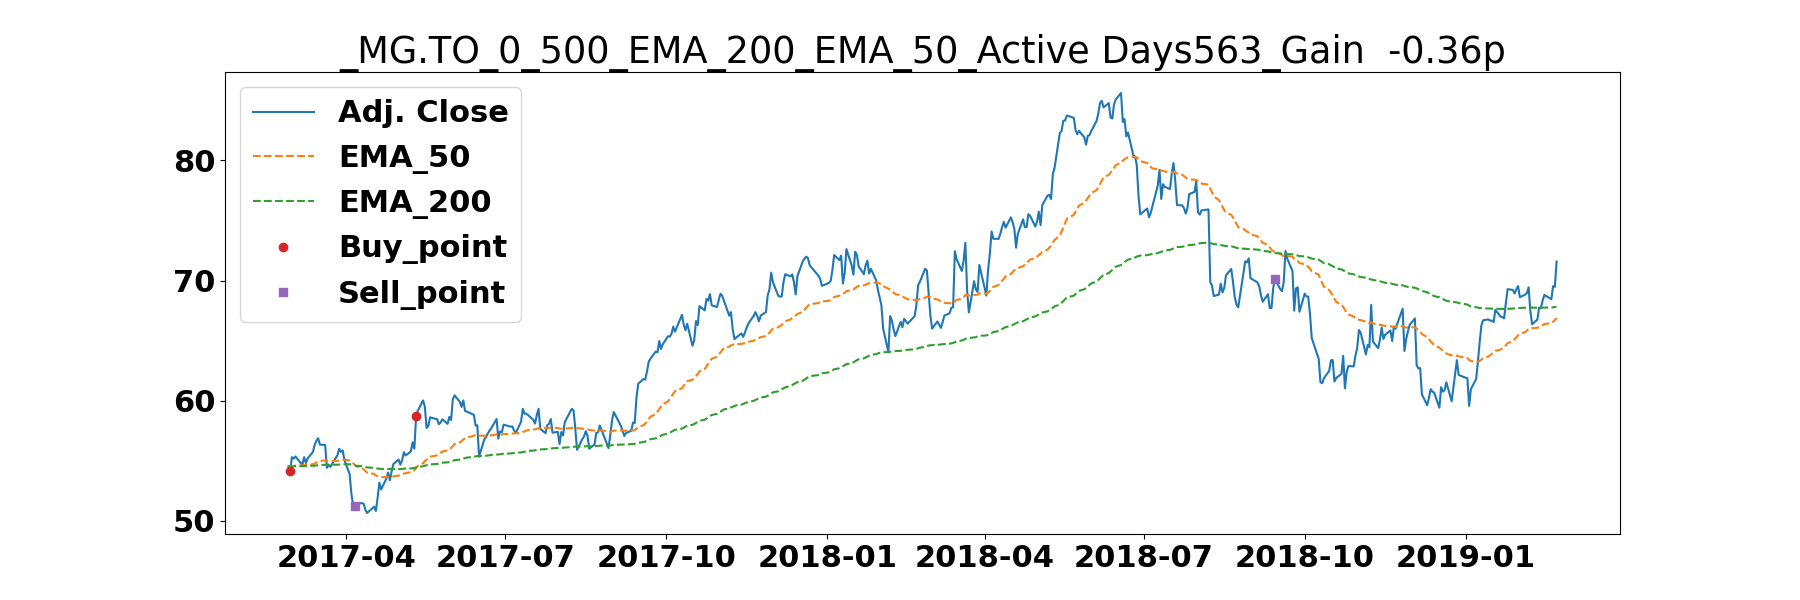 _MG.TO_0_500_EMA_200_EMA_50_Active Days563_Gain  -0.36p
Adj. Close
EMA_50
EMA_200
Buy_point
Sell_point
80
70
60
50
2017-04 2017-07 2017-10 2018-01 2018-04 2018-07 2018-10 2019-01